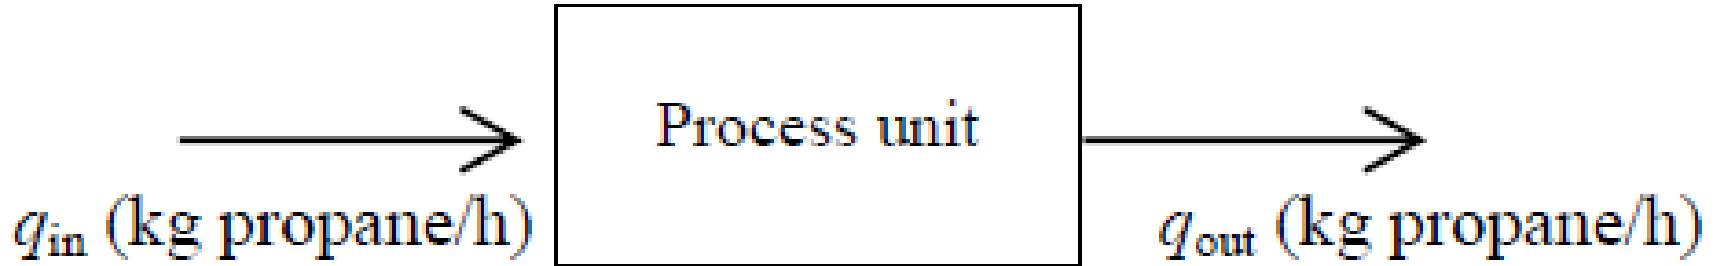 Process unit
q_in (kg propane/h)
q_out (kg propane/h)